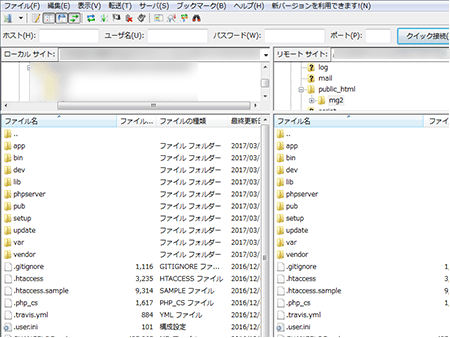 ファイル(F) 編集(E) 表示(V) 転送(T) サーバ(S) ブックマーク(B) ヘルプ(H) 新バージョンを利用できます!(N)
ホスト(H): ユーザ名(U): パスワード(W): ポート(P): クイック接続(
ローカル サイト: リモート サイト:
log
mail
public_html
mg2
ファイル名 ファイル... ファイルの種類 最終更新日 ファイル名 ファイ
.. ..
app ファイル フォルダー 2017/03/ app
bin ファイル フォルダー 2017/03/ bin
dev ファイル フォルダー 2017/03/ dev
lib ファイル フォルダー 2017/03/ lib
phpserver ファイル フォルダー 2017/03/ phpserver
pub ファイル フォルダー 2017/03/ pub
setup ファイル フォルダー 2017/03/ setup
update ファイル フォルダー 2017/03/ update
var ファイル フォルダー 2017/03/ var
vendor ファイル フォルダー 2017/03/ vendor
.gitignore 1,116 GITIGNORE ファ... 2016/12/ .gitignore 1,
.htaccess 3,235 HTACCESS ファ... 2016/12/ .htaccess 3,
.htaccess.sample 9,314 SAMPLE ファイル 2016/12/ .htaccess.sample 9,
.php_cs 1,617 PHP_CS ファイル 2016/12/ .php_cs 1,
.travis.yml 884 YML ファイル 2016/12/ .travis.yml
.user.ini 101 構成設定 2016/12/ .user.ini